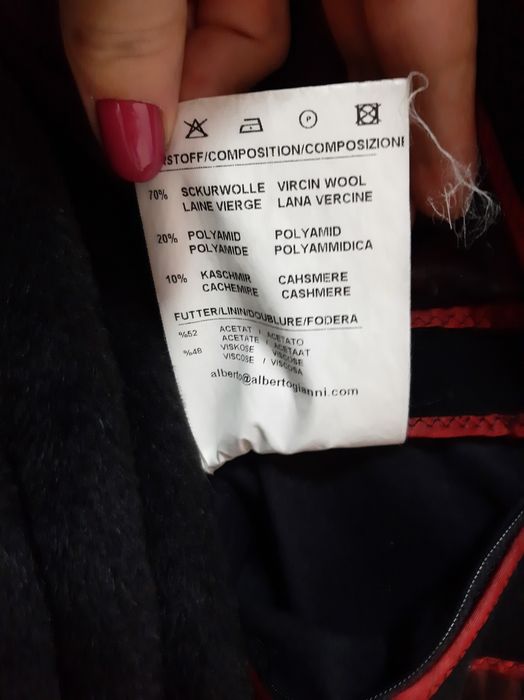 RSTOFF/COMPOSITION/COMPOSIZIONE
70% SCKURWOLLE VIRCIN WOOL
LAINE VIERGE LANA VERCINE
20% POLYAMID POLYAMID
POLYAMIDE POLYAMMIDICA
10% KASCHMIR CAHSMERE
CACHEMIRE CASHMERE
FUTTER/LININ/DOUBLURE/FODERA
%52 ACETAT / ACETATO
ACETATE / ACETAAT
%48 VISKOSE VISCOSE
VISCOSE / VISCOSA
alberto@albertogianni.com